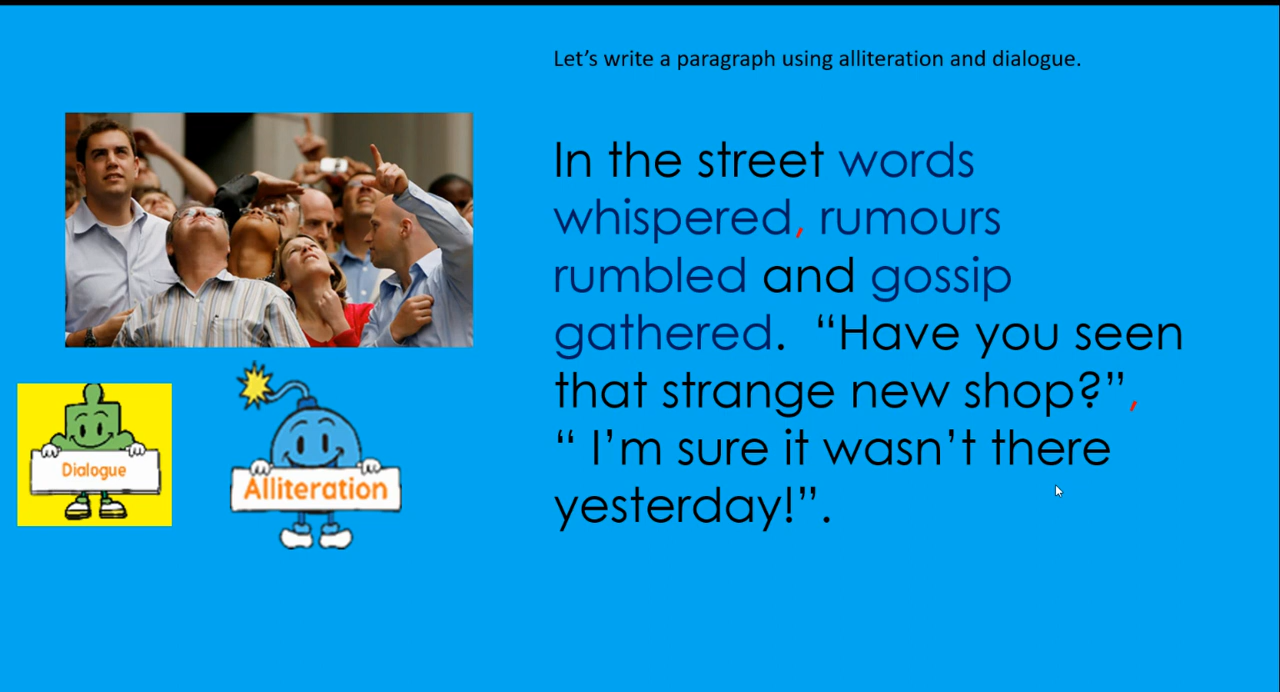 Let’s write a paragraph using alliteration and dialogue.
In the street words
whispered, rumours
rumbled and gossip
gathered.  “Have you seen
that strange new shop?”,
“ I’m sure it wasn’t there
yesterday!”.
Dialogue
Alliteration